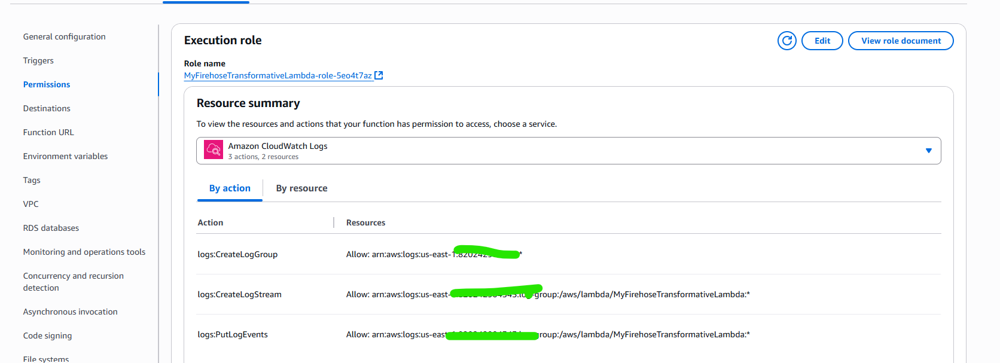 General configuration
Triggers
Permissions
Destinations
Function URL
Environment variables
Tags
VPC
RDS databases
Monitoring and operations tools
Concurrency and recursion
detection
Asynchronous invocation
Code signing
File systems
Execution role
Edit
View role document
Role name
MyFirehoseTransformativeLambda-role-5eo4t7az
Resource summary
To view the resources and actions that your function has permission to access, choose a service.
Amazon CloudWatch Logs
3 actions, 2 resources
By action
By resource
Action
Resources
logs:CreateLogGroup
Allow: arn:aws:logs:us-east-1: *
logs:CreateLogStream
Allow: arn:aws:logs:us-east- group:/aws/lambda/MyFirehoseTransformativeLambda:*
logs:PutLogEvents
Allow: arn:aws:logs:us-east group:/aws/lambda/MyFirehoseTransformativeLambda:*